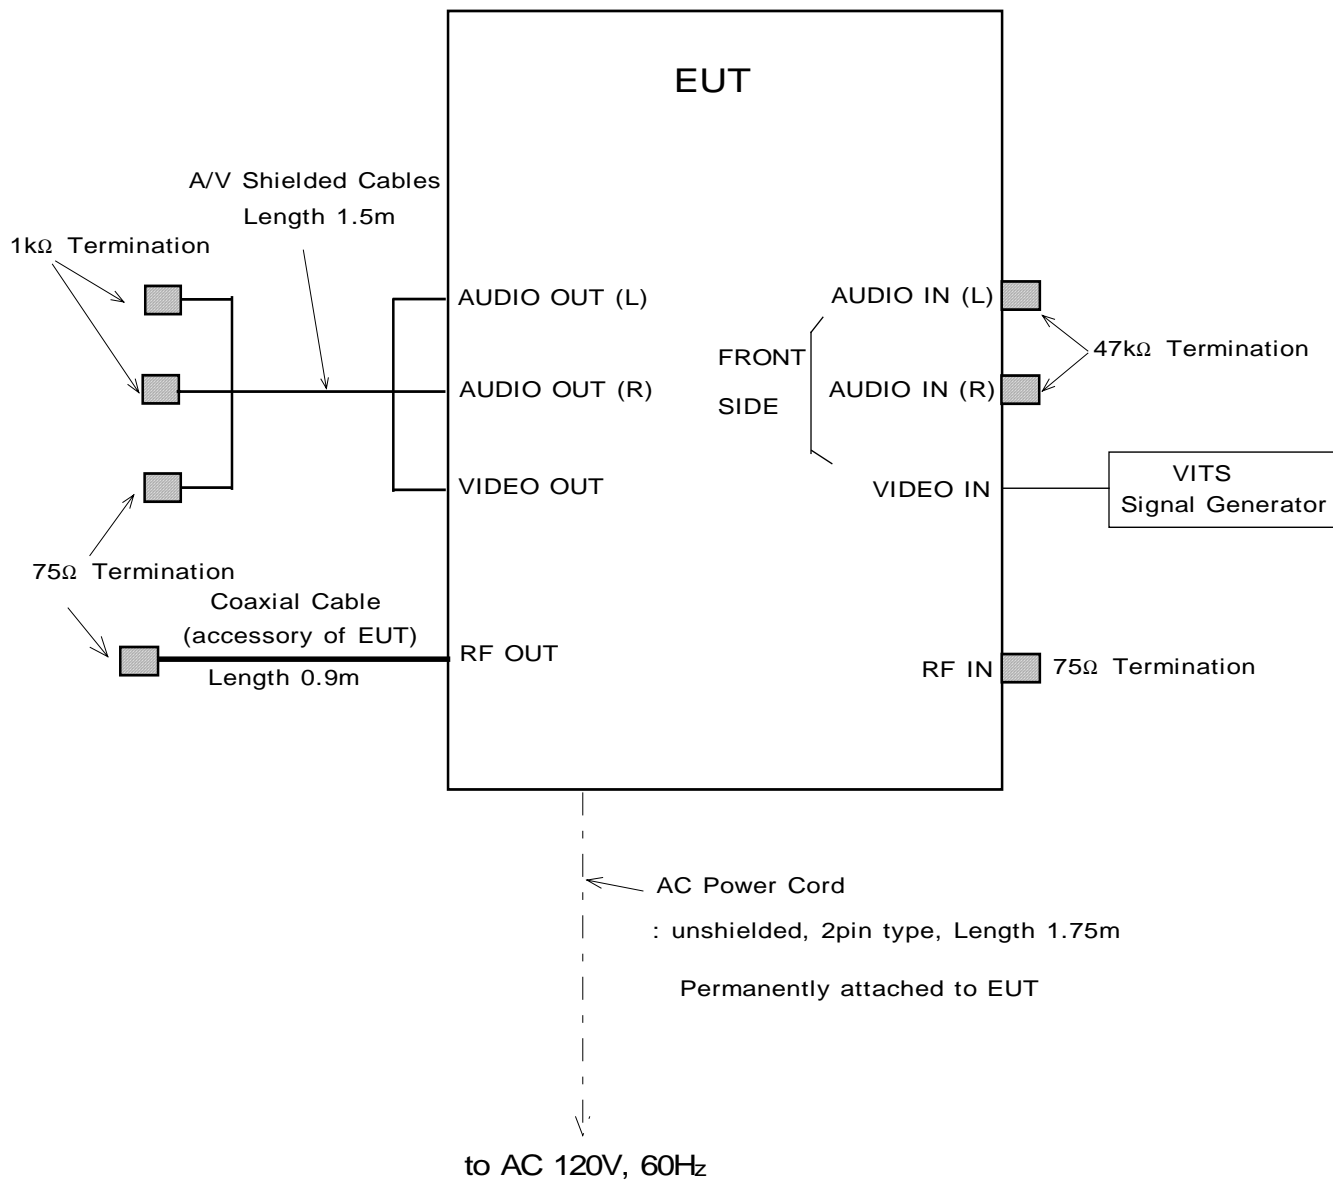 EUT
A/V Shielded Cables
Length 1.5m
1kΩ Termination
AUDIO OUT (L)
AUDIO IN (L)
FRONT
SIDE
47kΩ Termination
AUDIO OUT (R)
AUDIO IN (R)
VIDEO OUT
VIDEO IN
VITS
Signal Generator
75Ω Termination
Coaxial Cable
(accessory of EUT)
Length 0.9m
RF OUT
RF IN
75Ω Termination
AC Power Cord
: unshielded, 2pin type, Length 1.75m
Permanently attached to EUT
to AC 120V, 60Hz